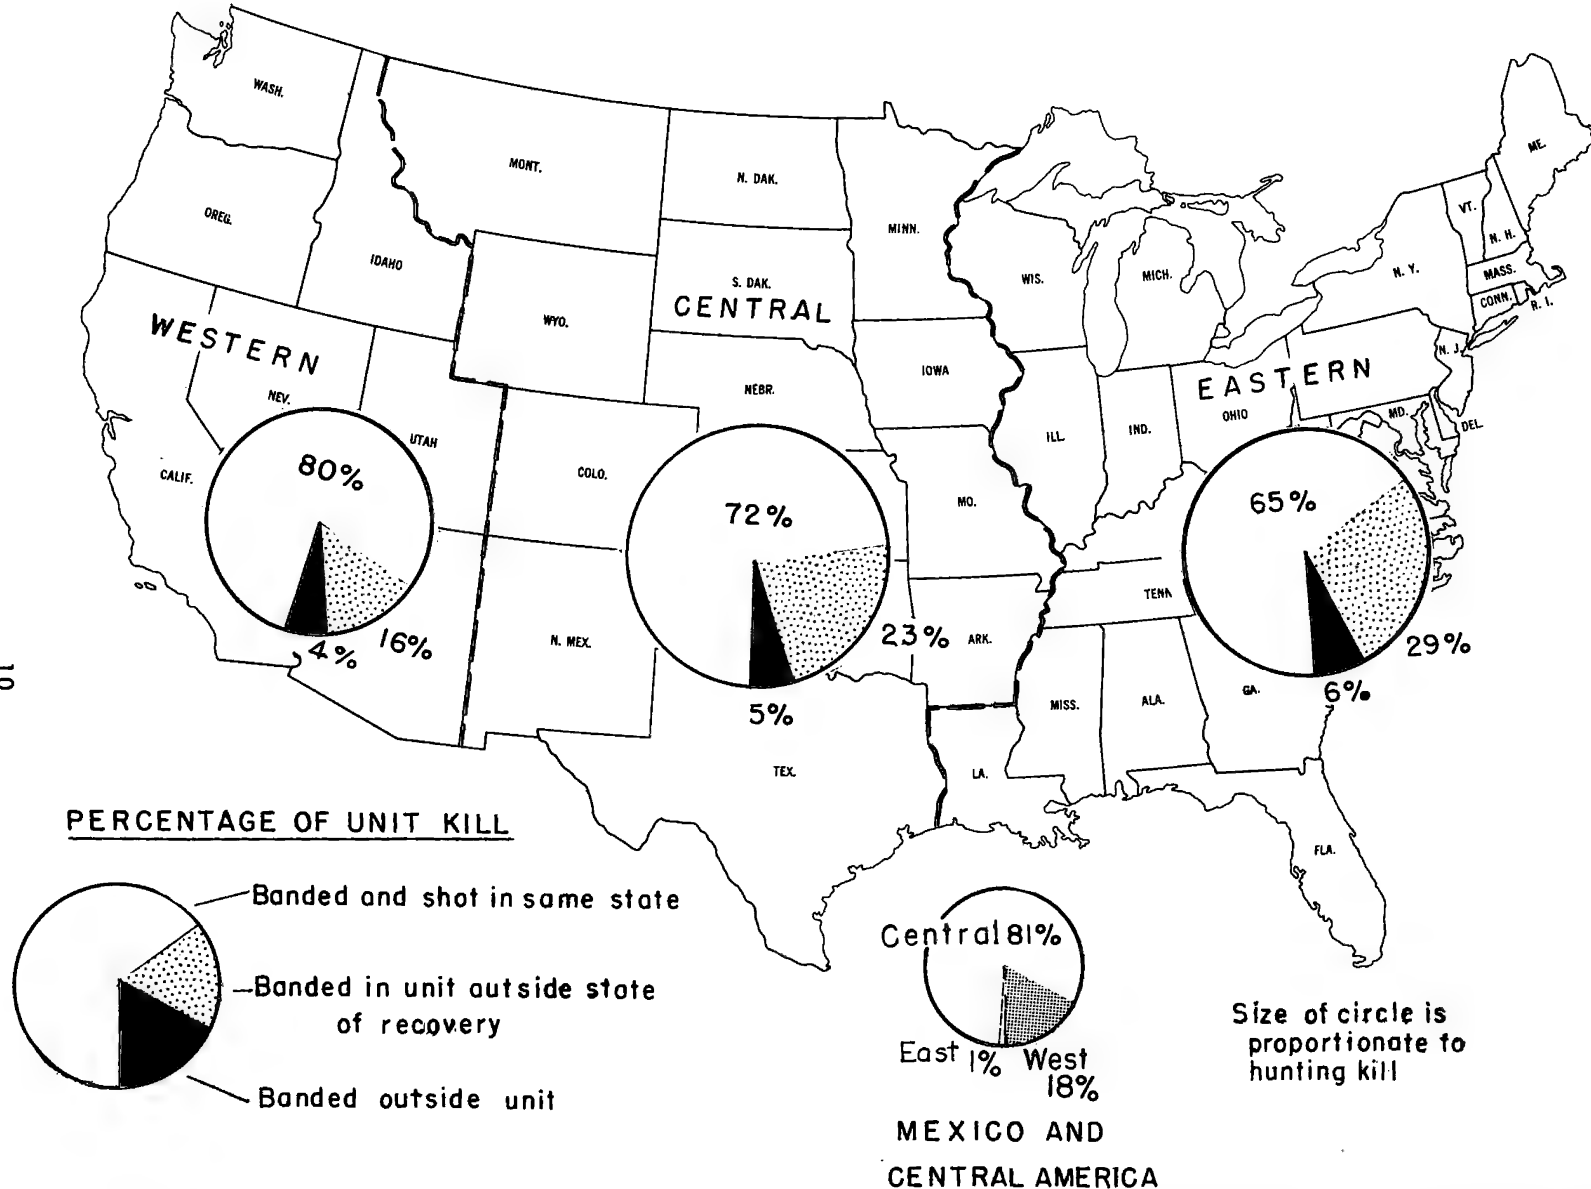 WASH.
MONT.
N. DAK.
MINN.
ME.
OREG.
IDAHO
VT.
N. H.
WIS.
MICH.
N. Y.
MASS.
CONN.
R. I.
S. DAK.
CENTRAL
WYO.
WESTERN
N. J.
IOWA
NEBR.
EASTERN
NEV.
OHIO
MD.
DEL.
UTAH
ILL.
IND.
CALIF.
80%
COLO.
72%
MO.
65%
TENN
N. MEX.
23%
ARK.
29%
16%
4%
5%
6%
GA.
MISS.
ALA.
TEX.
LA.
FLA.
10
PERCENTAGE OF UNIT KILL
Banded and shot in same state
Banded in unit outside state
of recovery
Banded outside unit
Central 81%
East 1% West
18%
MEXICO AND
CENTRAL AMERICA
Size of circle is
proportionate to
hunting kill